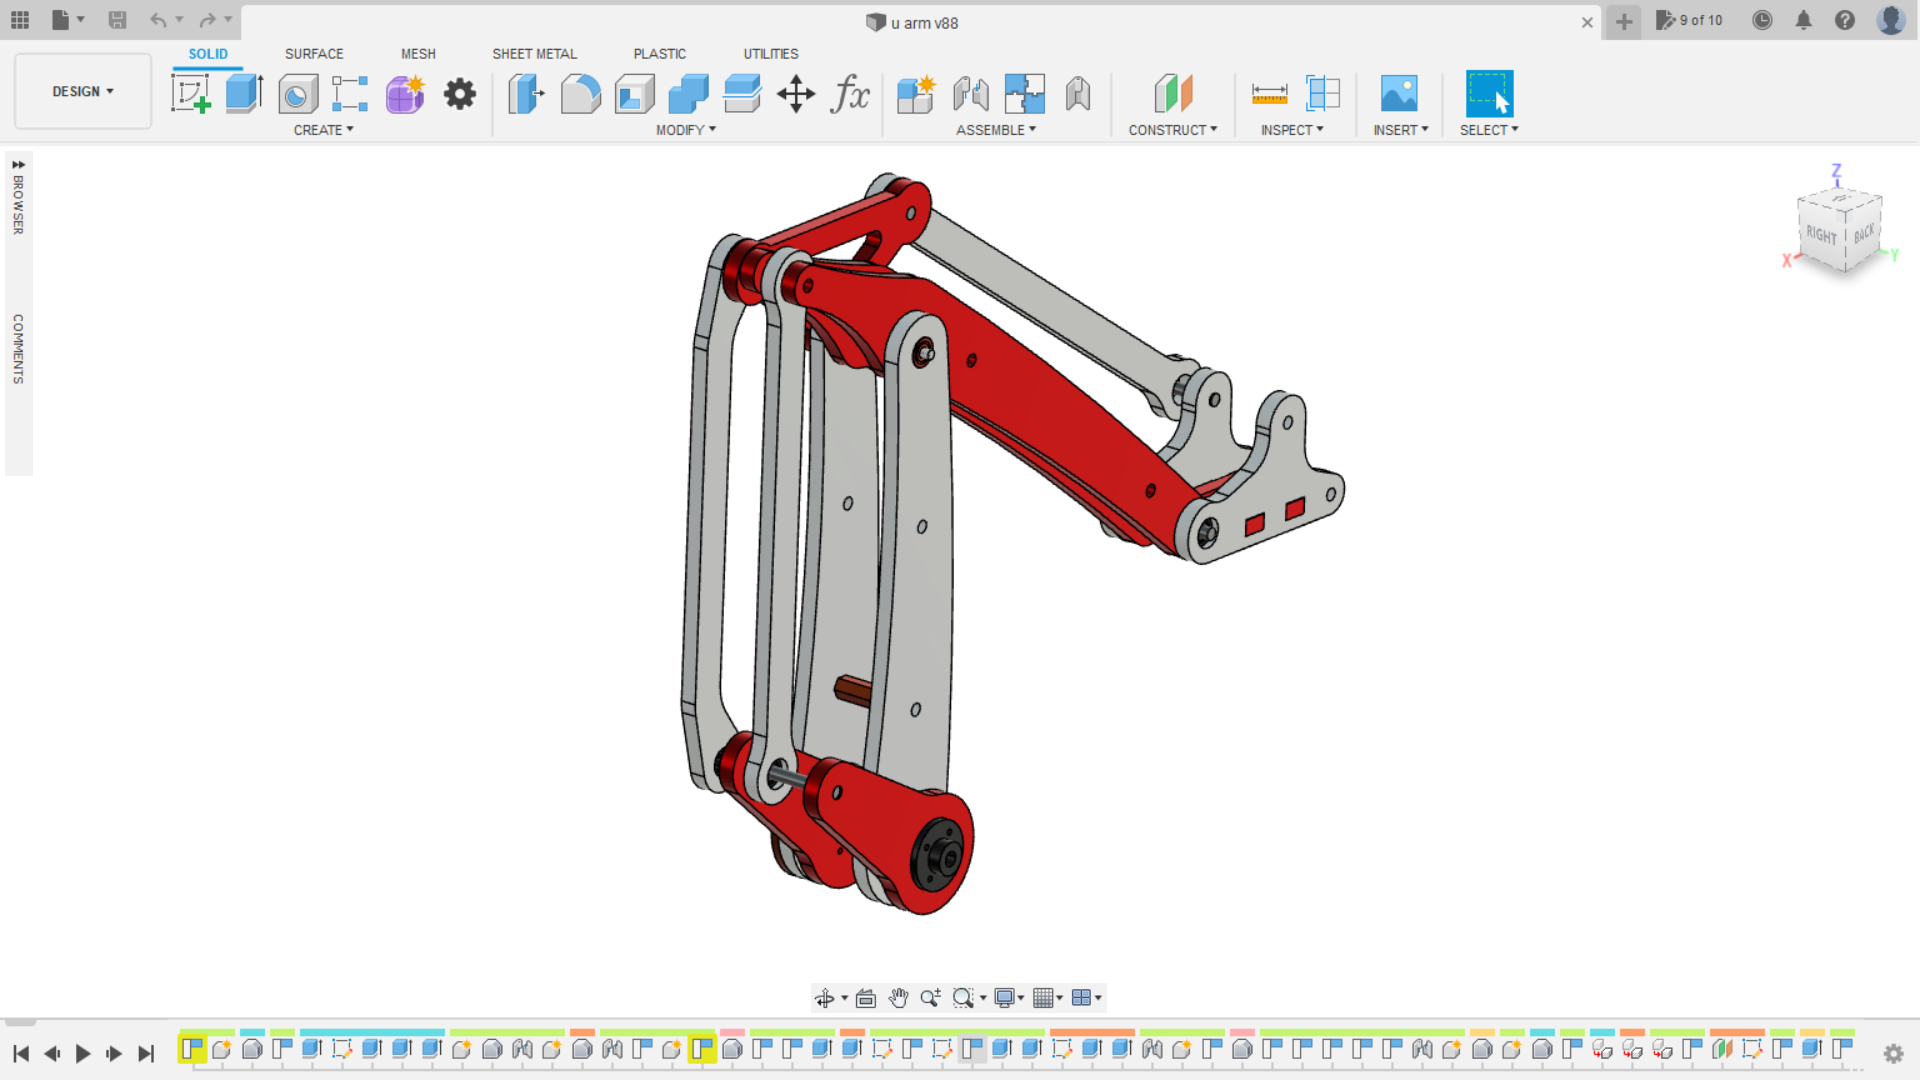 u arm v88
9 of 10
SOLID
SURFACE
MESH
SHEET METAL
PLASTIC
UTILITIES
DESIGN
fx
CREATE
MODIFY
ASSEMBLE
CONSTRUCT
INSPECT
INSERT
SELECT
BROWSER
COMMENTS
Z
RIGHT
BACK
X
Y